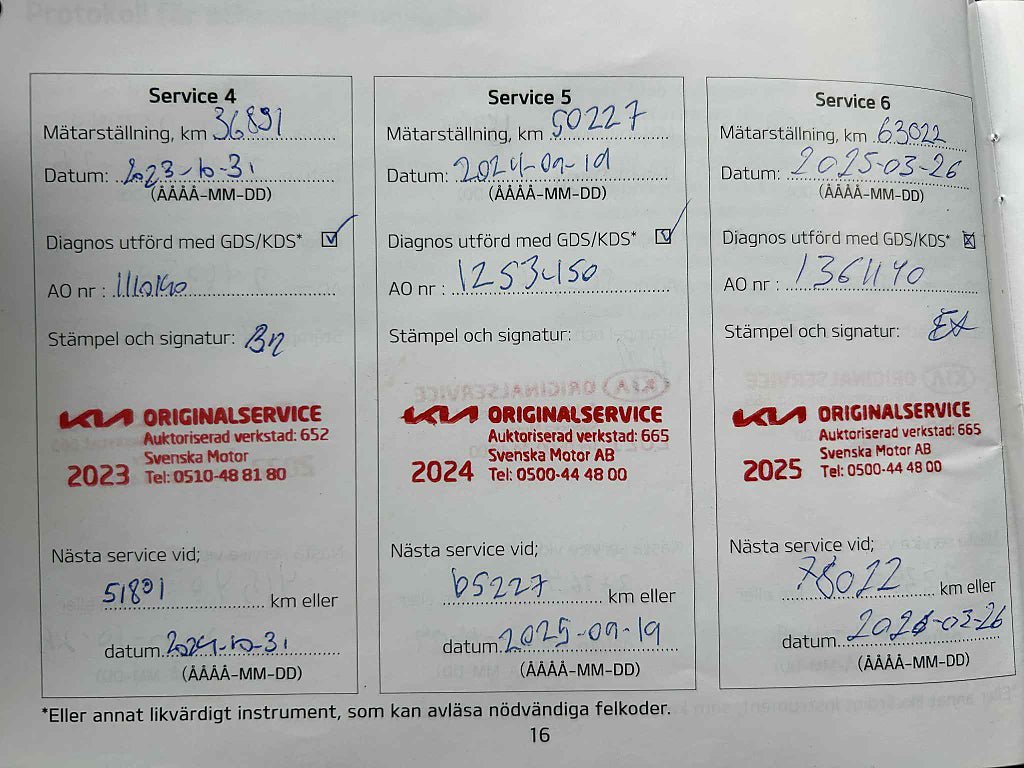 Service 4
Mätarställning, km 36891
Datum: 2023-10-31
(ÅÅÅÅ-MM-DD)
Diagnos utförd med GDS/KDS*
AO nr :
Stämpel och signatur:
KIA ORIGINALSERVICE
Auktoriserad verkstad: 652
Svenska Motor
2023 Tel: 0510-48 81 80
Nästa service vid;
51801 km eller
datum. 2024-10-31
(ÅÅÅÅ-MM-DD)
Service 5
Mätarställning, km 50227
Datum: 2024-09-19
(ÅÅÅÅ-MM-DD)
Diagnos utförd med GDS/KDS*
AO nr : 1253450
Stämpel och signatur:
KIA ORIGINALSERVICE
Auktoriserad verkstad: 665
Svenska Motor AB
2024 Tel: 0500-44 48 00
Nästa service vid;
65227 km eller
datum. 2025-09-19
(ÅÅÅÅ-MM-DD)
Service 6
Mätarställning, km 63022
Datum: 2025-03-26
(ÅÅÅÅ-MM-DD)
Diagnos utförd med GDS/KDS*
AO nr : 1361140
Stämpel och signatur:
KIA ORIGINALSERVICE
Auktoriserad verkstad: 665
Svenska Motor AB
2025 Tel: 0500-44 48 00
Nästa service vid;
78022 km eller
datum. 2026-03-26
(ÅÅÅÅ-MM-DD)
*Eller annat likvärdigt instrument, som kan avläsa nödvändiga felkoder.
16